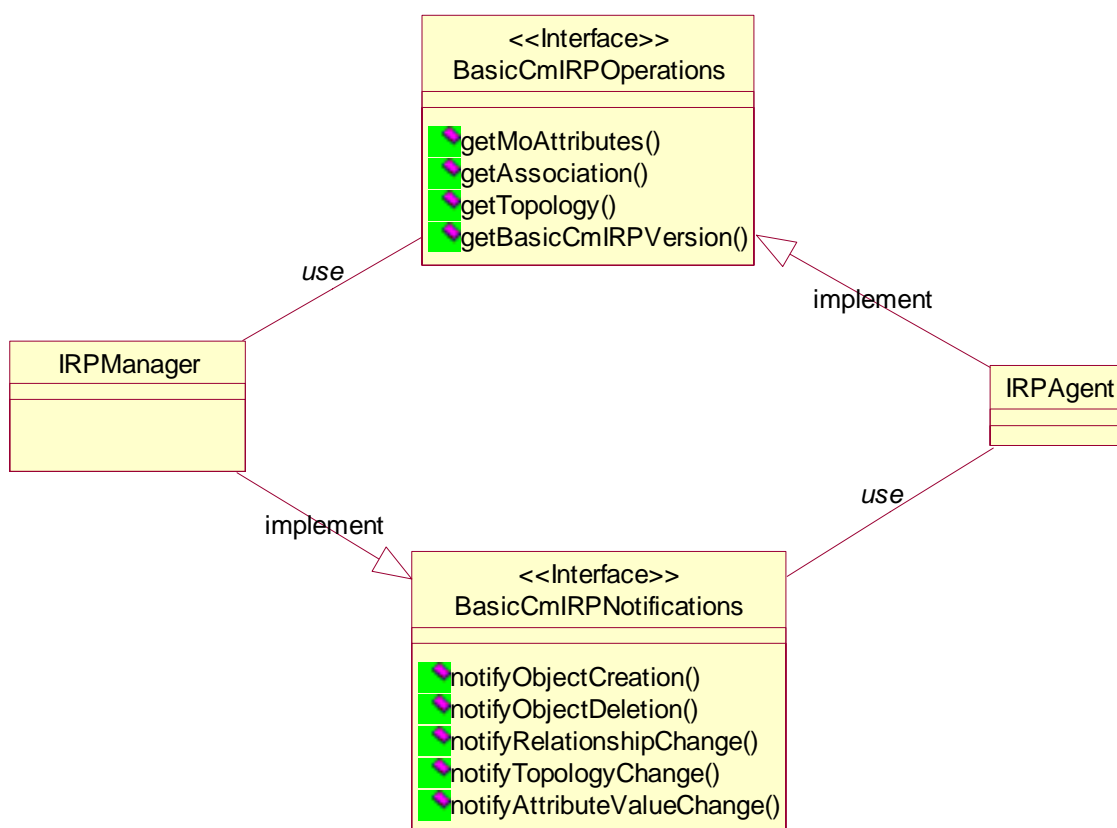 <<Interface>>
BasicCmIRPOperations
getMoAttributes()
getAssociation()
getTopology()
getBasicCmIRPVersion()
use
implement
IRPManager
IRPAgent
use
implement
<<Interface>>
BasicCmIRPNotifications
notifyObjectCreation()
notifyObjectDeletion()
notifyRelationshipChange()
notifyTopologyChange()
notifyAttributeValueChange()